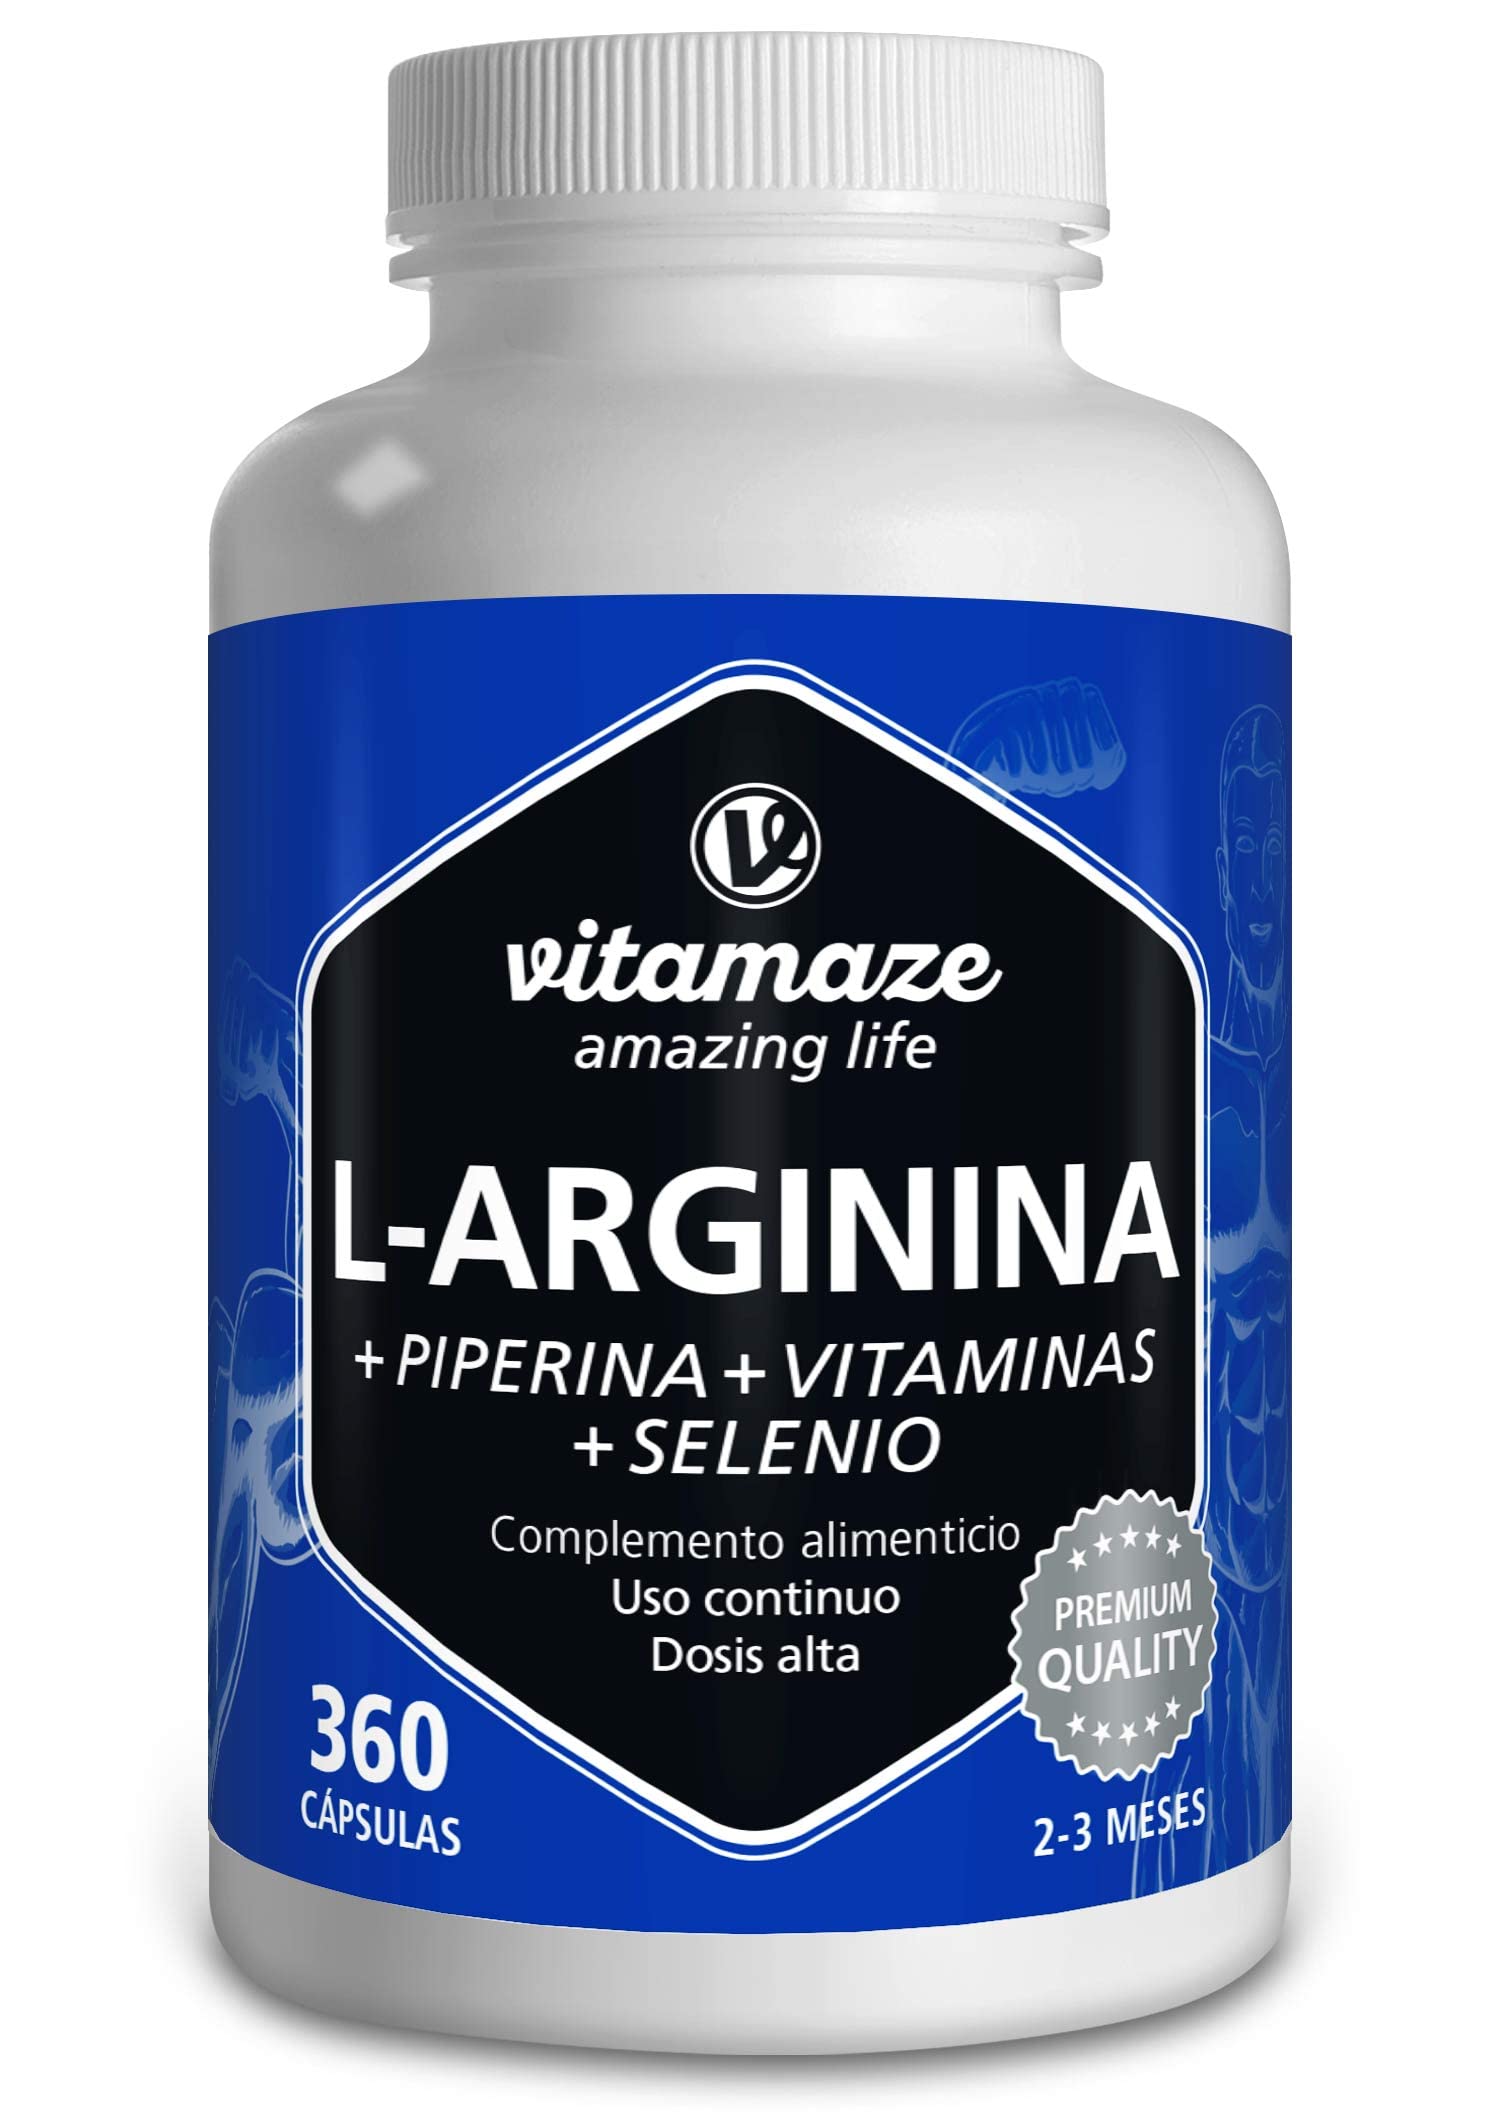 vitamaze
amazing life
L-ARGININA
+ PIPERINA + VITAMINAS
+ SELENIO
Complemento alimenticio
Uso continuo
Dosis alta
PREMIUM
QUALITY
360
CÁPSULAS
2-3 MESES